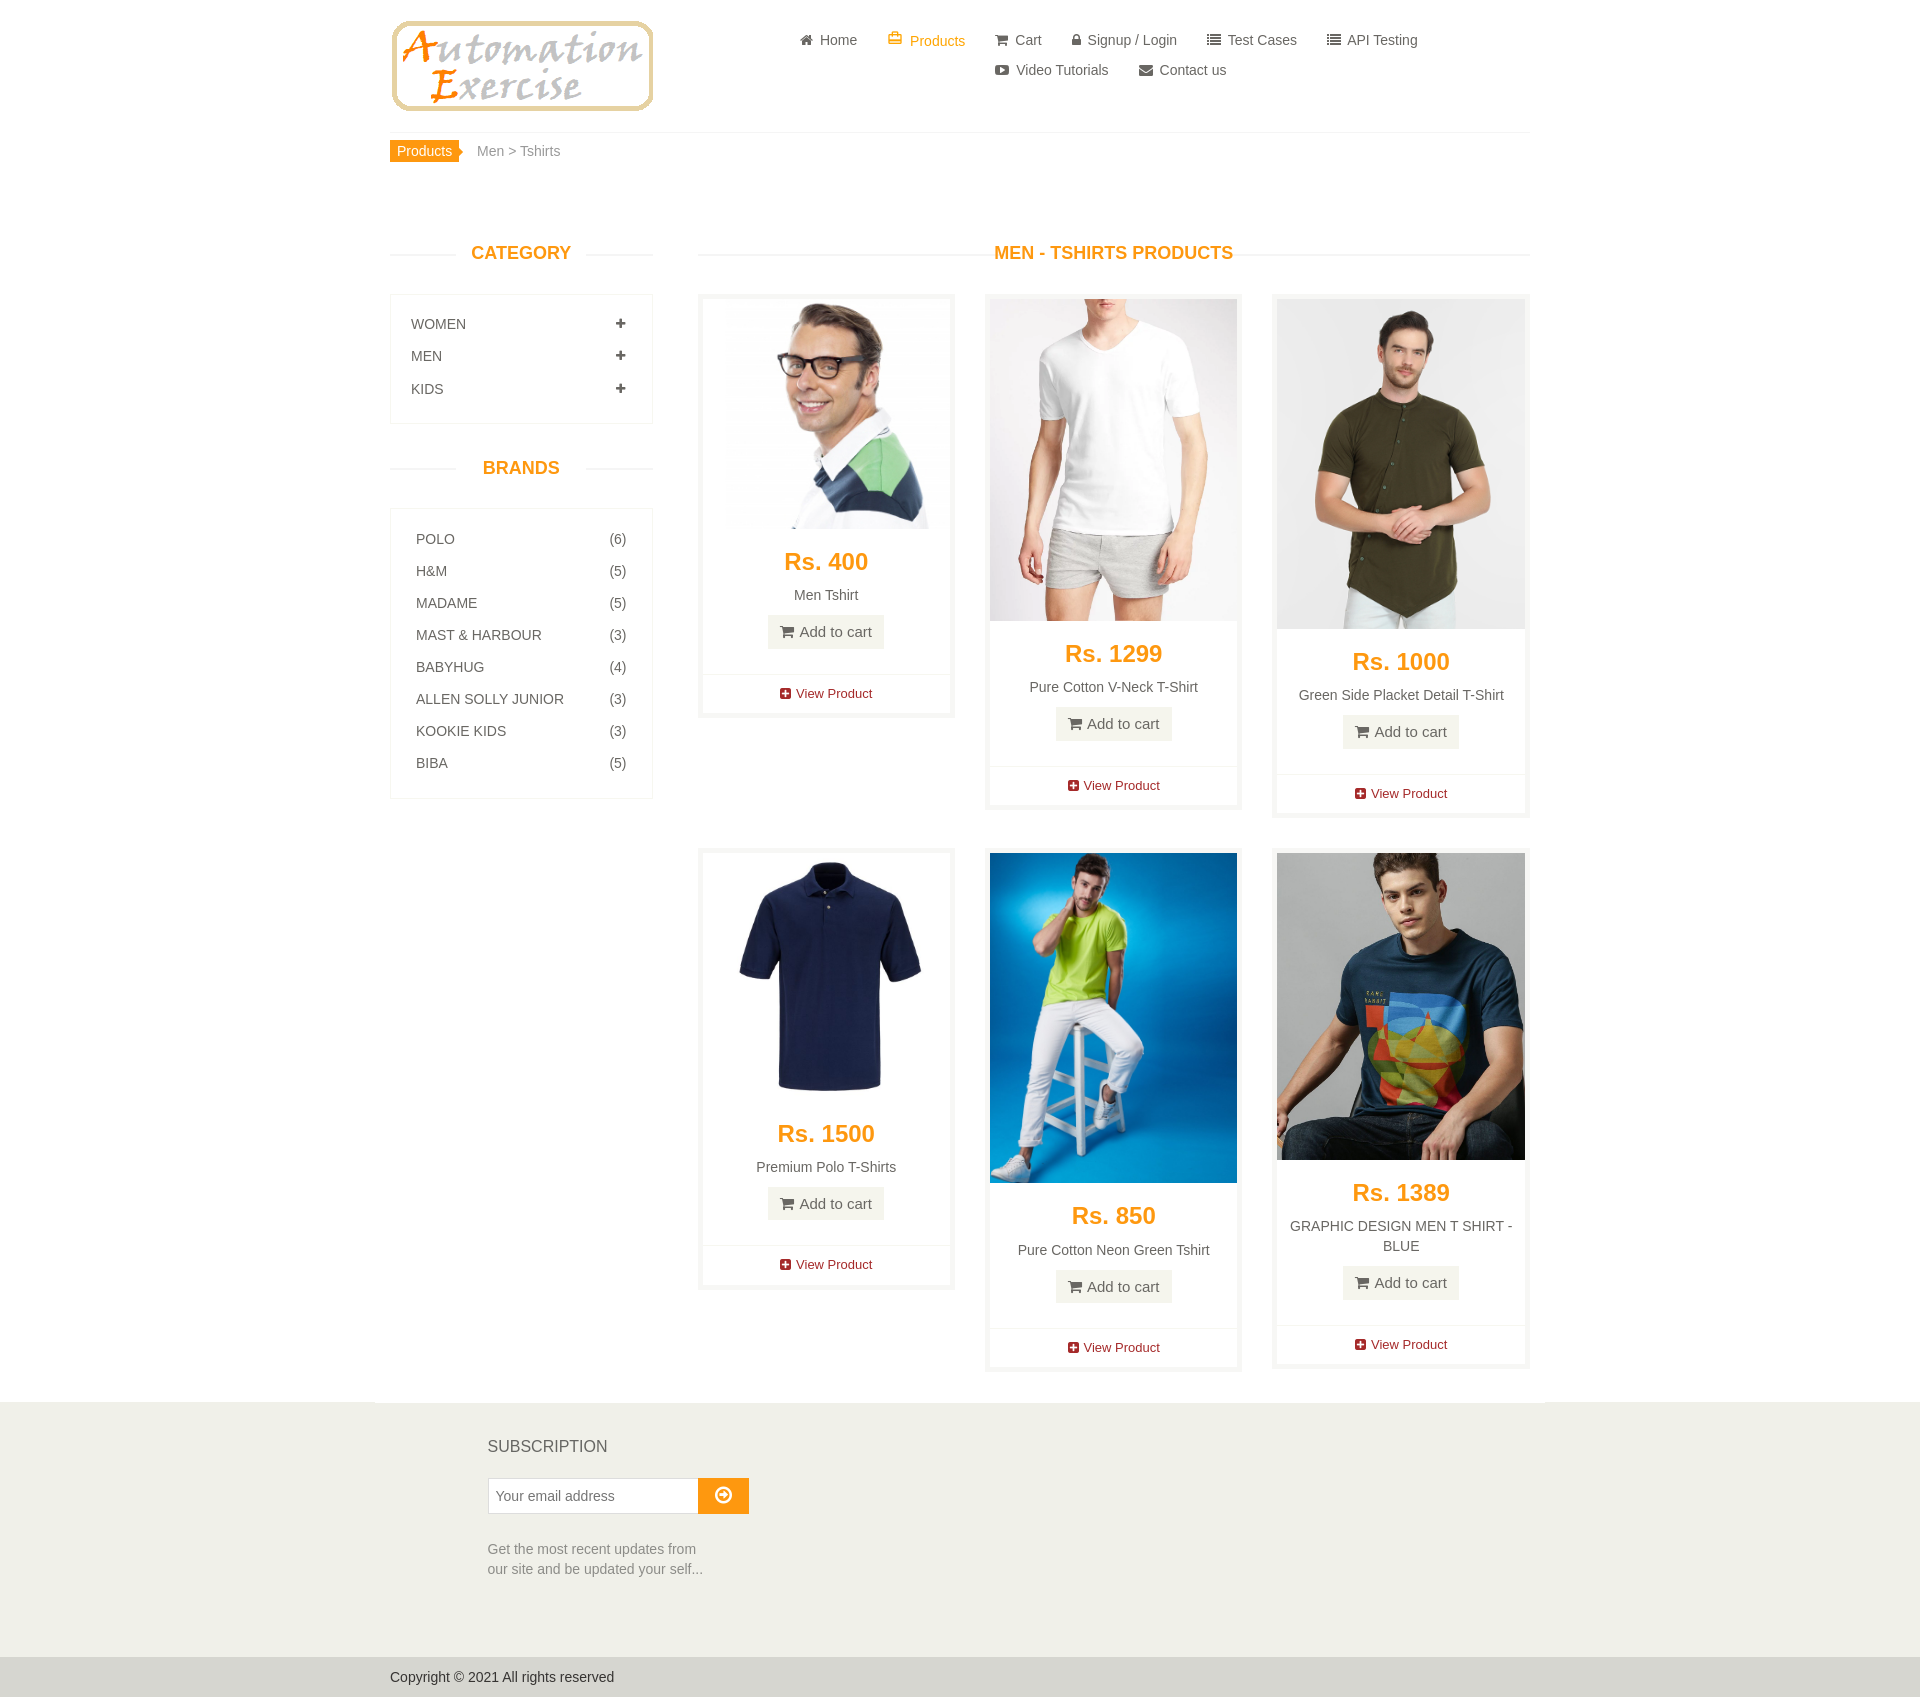 Automation
Exercise
Home
Products
Cart
Signup / Login
Test Cases
API Testing
Video Tutorials
Contact us
Products
Men > Tshirts
CATEGORY
WOMEN
MEN
KIDS
BRANDS
POLO (6)
H&M (5)
MADAME (5)
MAST & HARBOUR (3)
BABYHUG (4)
ALLEN SOLLY JUNIOR (3)
KOOKIE KIDS (3)
BIBA (5)
MEN - TSHIRTS PRODUCTS
Rs. 400
Men Tshirt
Add to cart
View Product
Rs. 1299
Pure Cotton V-Neck T-Shirt
Add to cart
View Product
Rs. 1000
Green Side Placket Detail T-Shirt
Add to cart
View Product
Rs. 1500
Premium Polo T-Shirts
Add to cart
View Product
Rs. 850
Pure Cotton Neon Green Tshirt
Add to cart
View Product
RARE
RABBIT
Rs. 1389
GRAPHIC DESIGN MEN T SHIRT -
BLUE
Add to cart
View Product
SUBSCRIPTION
Your email address
Get the most recent updates from
our site and be updated your self...
Copyright © 2021 All rights reserved